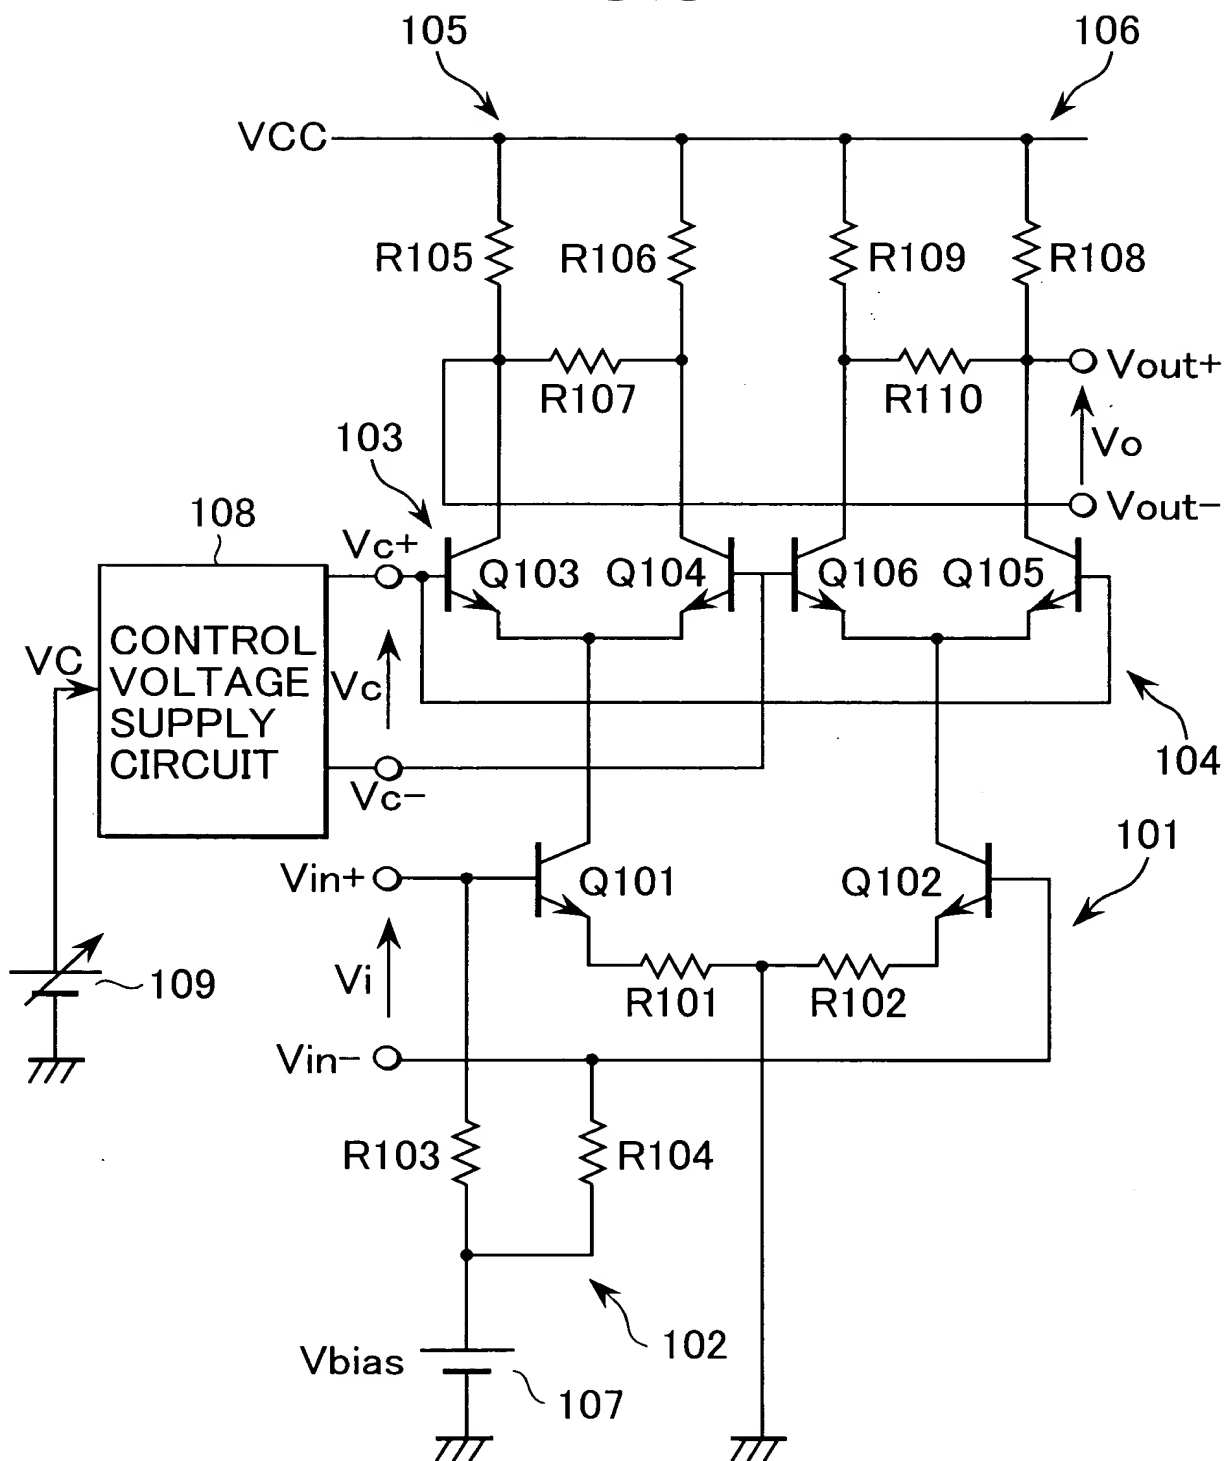 105
106
VCC
R105
R106
R109
R108
R107
R110
Vout+
Vo
Vout-
103
108
Vc+
Q103
Q104
Q106
Q105
CONTROL
VOLTAGE
SUPPLY
CIRCUIT
VC
Vc
Vc-
104
101
Vin+
Q101
Q102
Vi
109
R101
R102
Vin-
R103
R104
102
Vbias
107